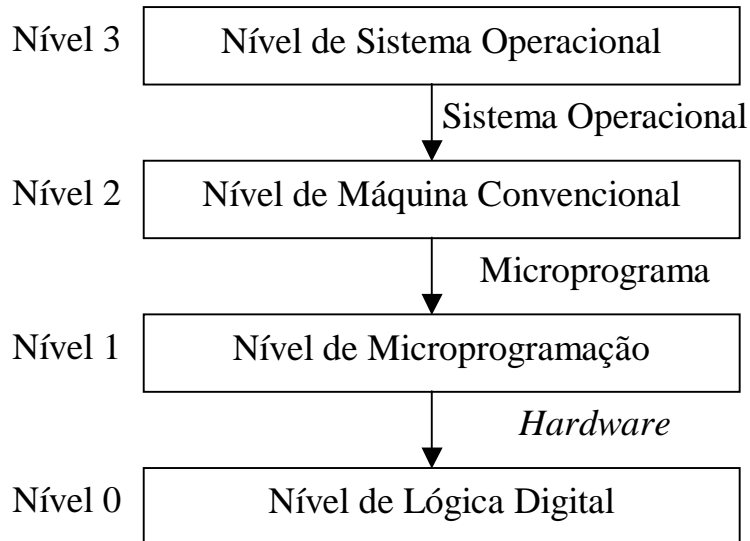 Nível 3
Nível de Sistema Operacional
Sistema Operacional
Nível 2
Nível de Máquina Convencional
Microprograma
Nível 1
Nível de Microprogramação
Hardware
Nível 0
Nível de Lógica Digital